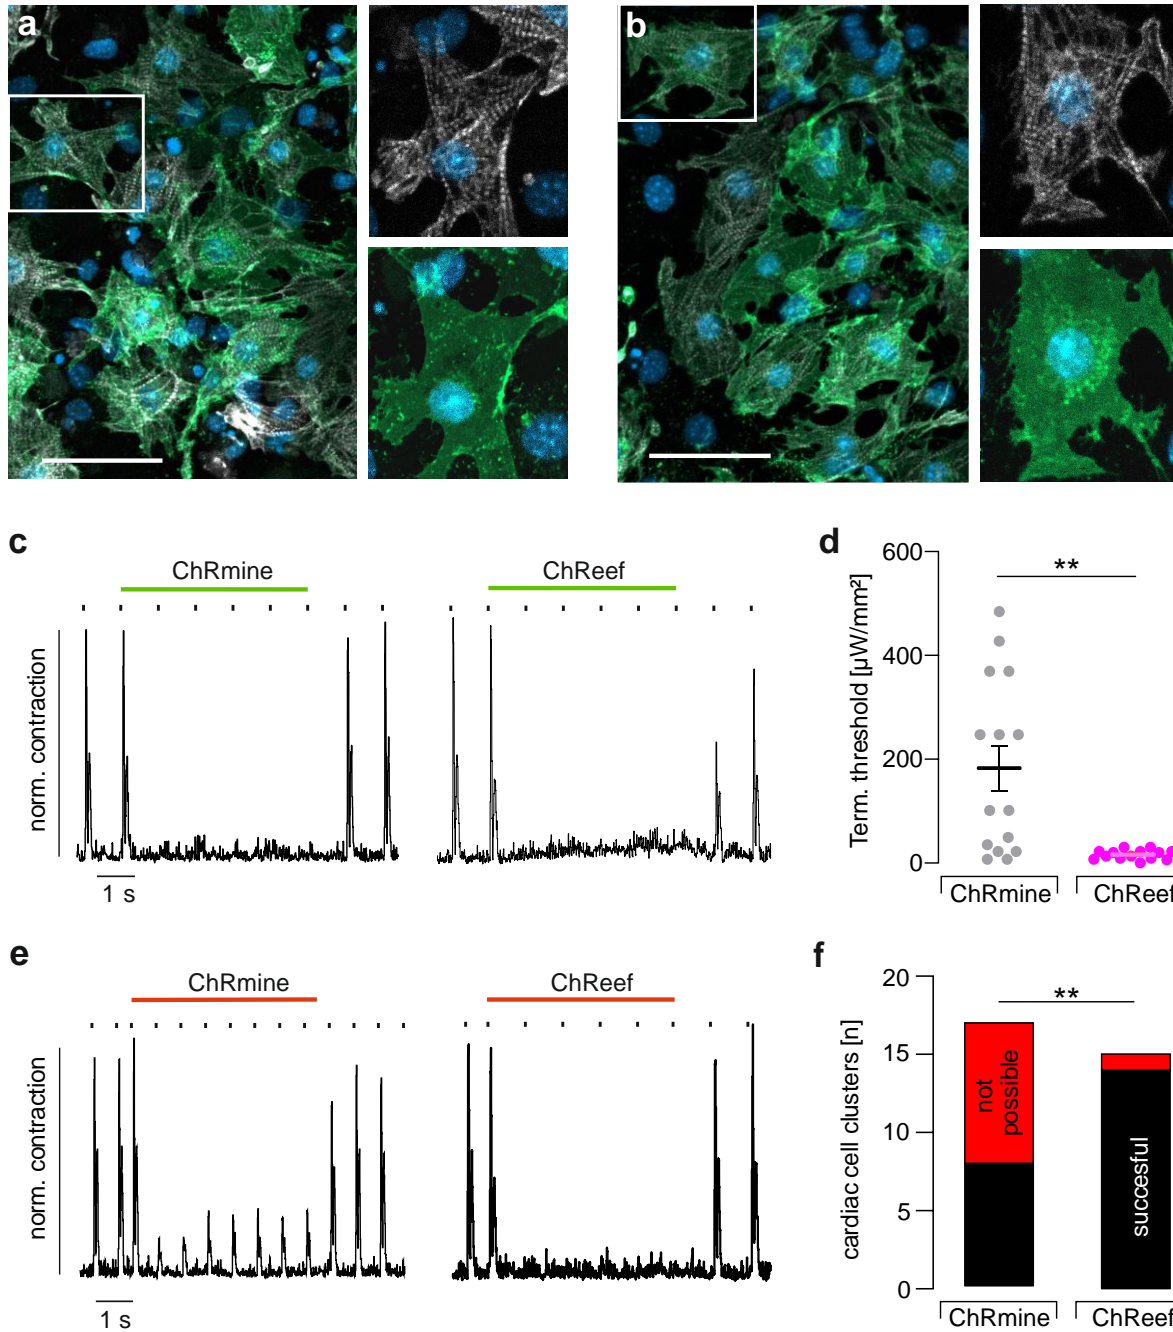 a
b
c
ChRmine
ChReef
norm. contraction
1 s
d
600
400
200
0
Term. threshold [µW/mm²]
**
ChRmine
ChReef
e
ChRmine
ChReef
norm. contraction
1 s
f
20
15
10
5
0
cardiac cell clusters [n]
**
not
possible
succesful
ChRmine
ChReef